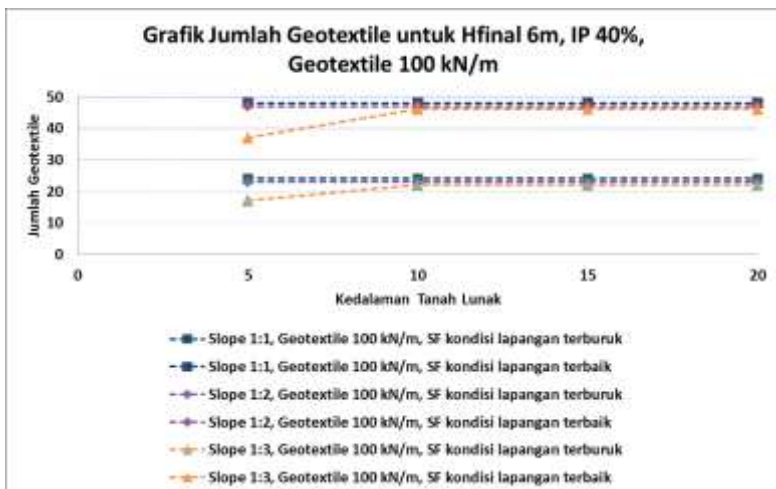 Grafik Jumlah Geotextile untuk Hfinal 6m, IP 40%,
Geotextile 100 kN/m
Jumlah Geotextile
50
40
30
20
10
0
0 5 10 15 20
Kedalaman Tanah Lunak
Slope 1:1, Geotextile 100 kN/m, SF kondisi lapangan terburuk
Slope 1:1, Geotextile 100 kN/m, SF kondisi lapangan terbaik
Slope 1:2, Geotextile 100 kN/m, SF kondisi lapangan terburuk
Slope 1:2, Geotextile 100 kN/m, SF kondisi lapangan terbaik
Slope 1:3, Geotextile 100 kN/m, SF kondisi lapangan terburuk
Slope 1:3, Geotextile 100 kN/m, SF kondisi lapangan terbaik